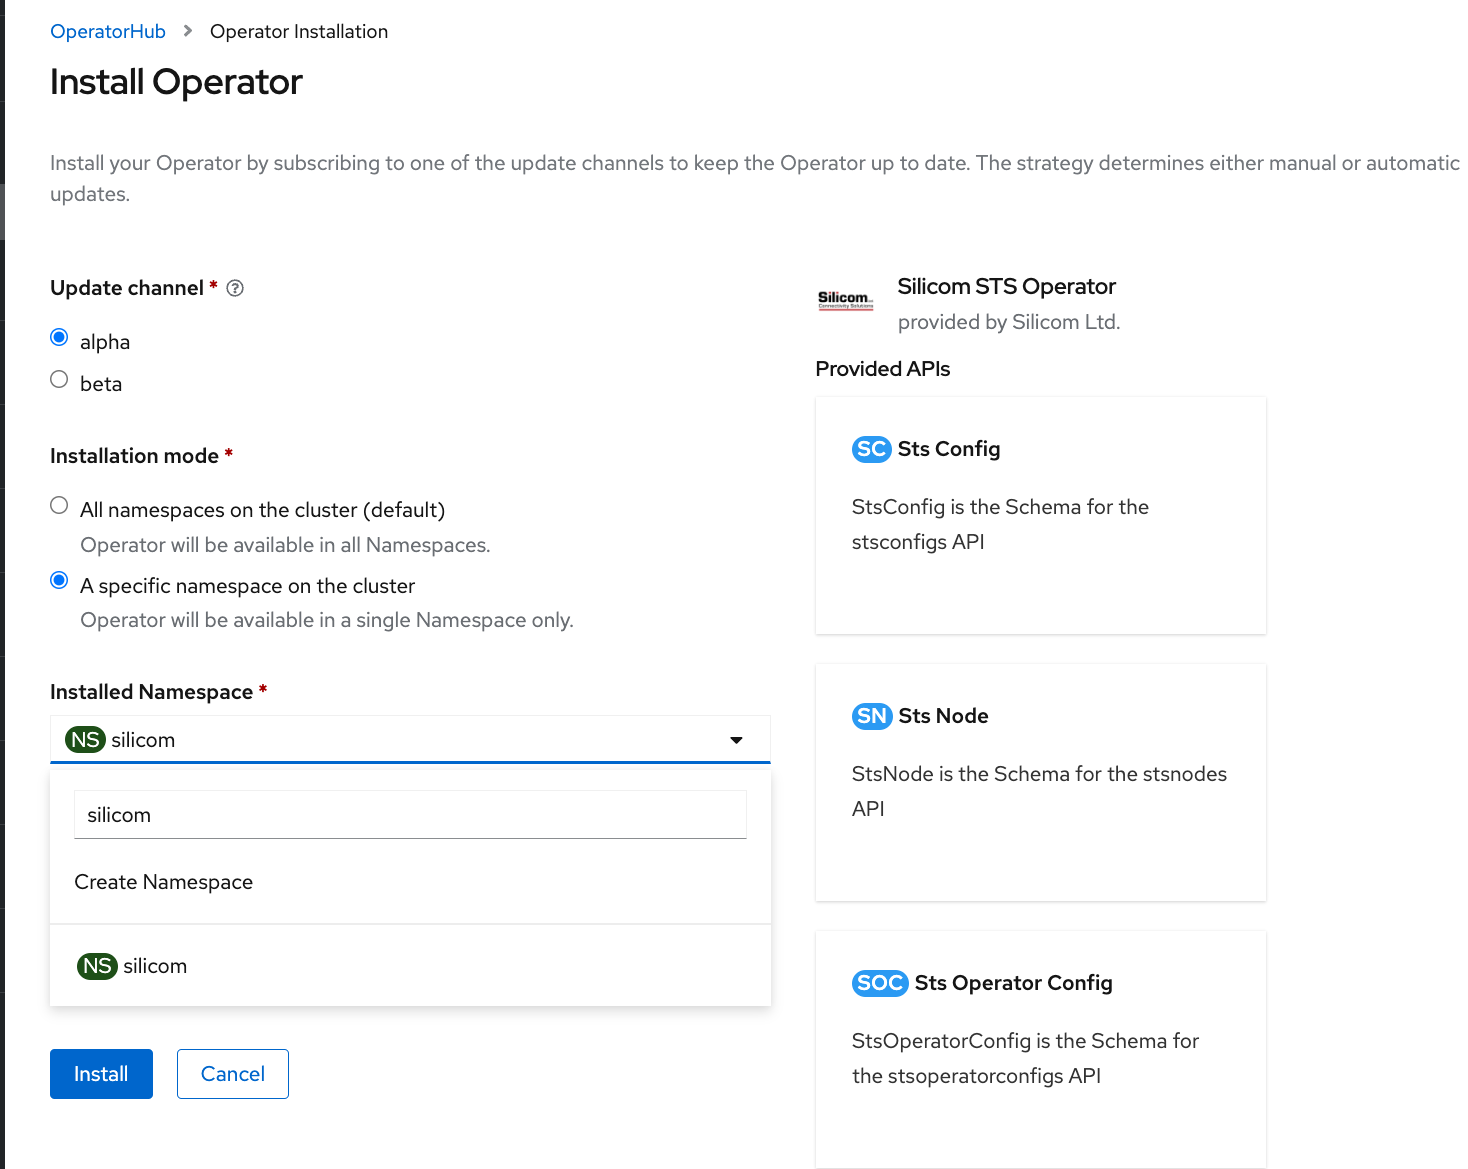 OperatorHub > Operator Installation
Install Operator
Install your Operator by subscribing to one of the update channels to keep the Operator up to date. The strategy determines either manual or automatic
updates.
Update channel *
alpha
beta
Installation mode *
All namespaces on the cluster (default)
Operator will be available in all Namespaces.
A specific namespace on the cluster
Operator will be available in a single Namespace only.
Installed Namespace *
NS silicom
silicom
Create Namespace
NS silicom
Install
Cancel
Silicom
Connectivity Solutions
Silicom STS Operator
provided by Silicom Ltd.
Provided APIs
SC Sts Config
StsConfig is the Schema for the
stsconfigs API
SN Sts Node
StsNode is the Schema for the stsnodes
API
SOC Sts Operator Config
StsOperatorConfig is the Schema for
the stsoperatorconfigs API